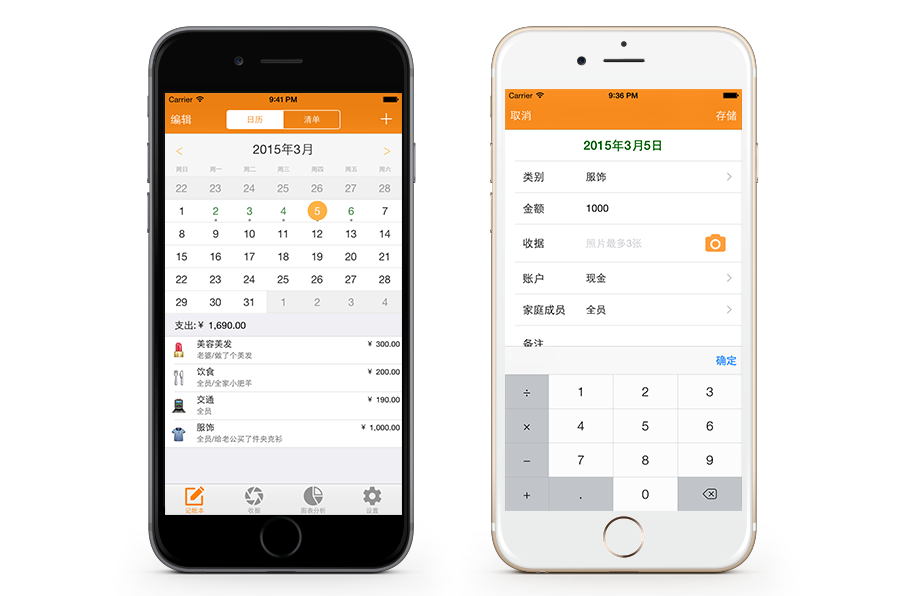 Carrier 9:41 PM
编辑 日历 清单 +
< 2015年3月 >
周日 周一 周二 周三 周四 周五 周六
22 23 24 25 26 27 28
1 2 3 4 5 6 7
8 9 10 11 12 13 14
15 16 17 18 19 20 21
22 23 24 25 26 27 28
29 30 31 1 2 3 4
支出: ¥ 1,690.00
美容美发 ¥ 300.00
老婆/做了个美发
饮食 ¥ 200.00
全员/全家小肥羊
交通 ¥ 190.00
全员
服饰 ¥ 1,000.00
全员/给老公买了件夹克衫
记账本 收据 图表分析 设置
Carrier 9:36 PM
取消 存储
2015年3月5日
类别 服饰 >
金额 1000
收据 照片最多3张
账户 现金 >
家庭成员 全员 >
备注
确定
÷ 1 2 3
× 4 5 6
− 7 8 9
+ . 0